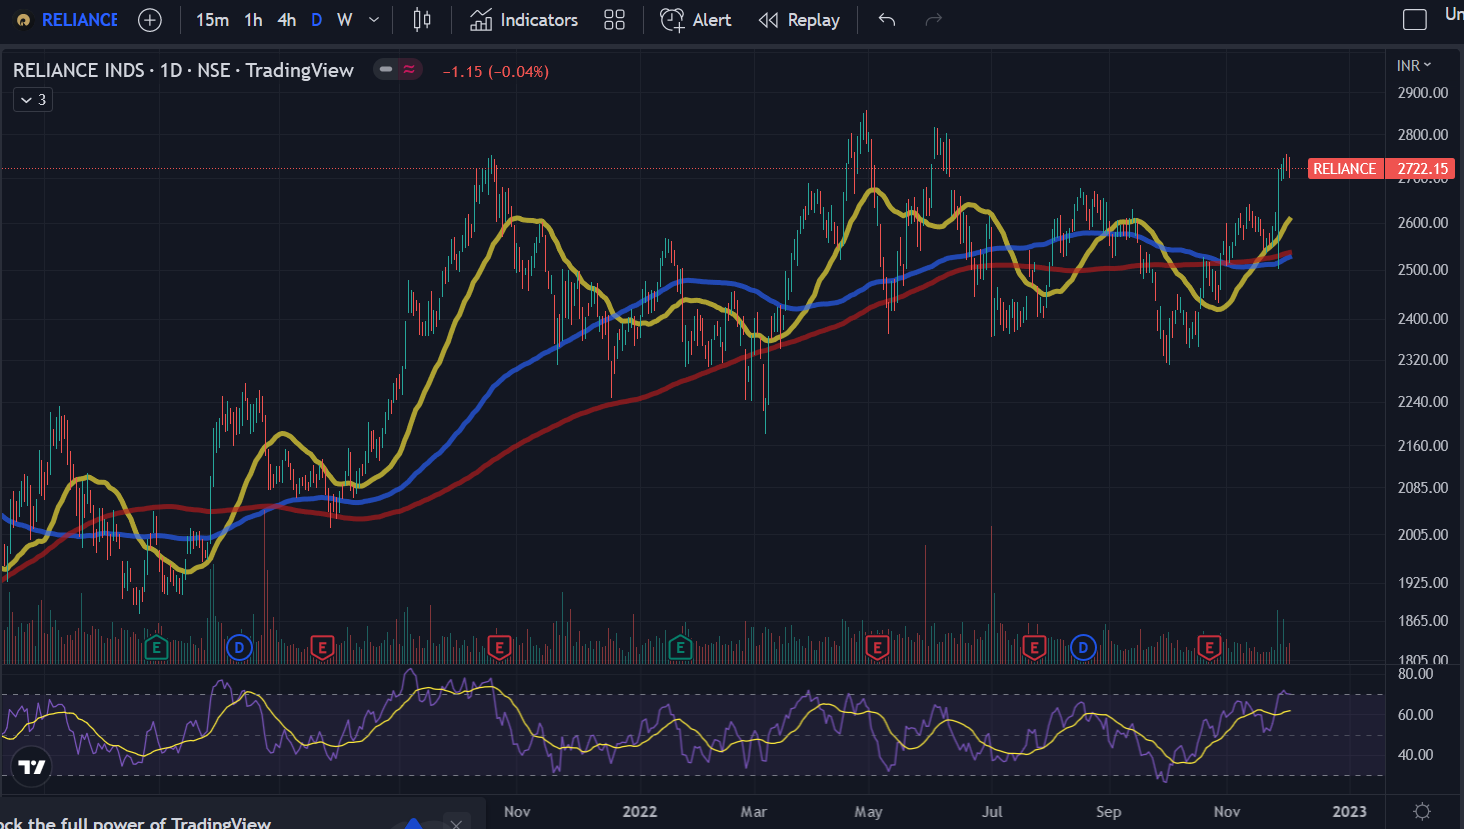 RELIANCE 15m 1h 4h D W Indicators Alert Replay Un
RELIANCE INDS · 1D · NSE · TradingView −1.15 (−0.04%)
3
INR
2900.00
2800.00
RELIANCE 2722.15
2700.00
2600.00
2500.00
2400.00
2320.00
2240.00
2160.00
2085.00
2005.00
1925.00
1865.00
E D E E E E E D E
1805.00
80.00
60.00
40.00
Nov 2022 Mar May Jul Sep Nov 2023
ock the full power of TradingView